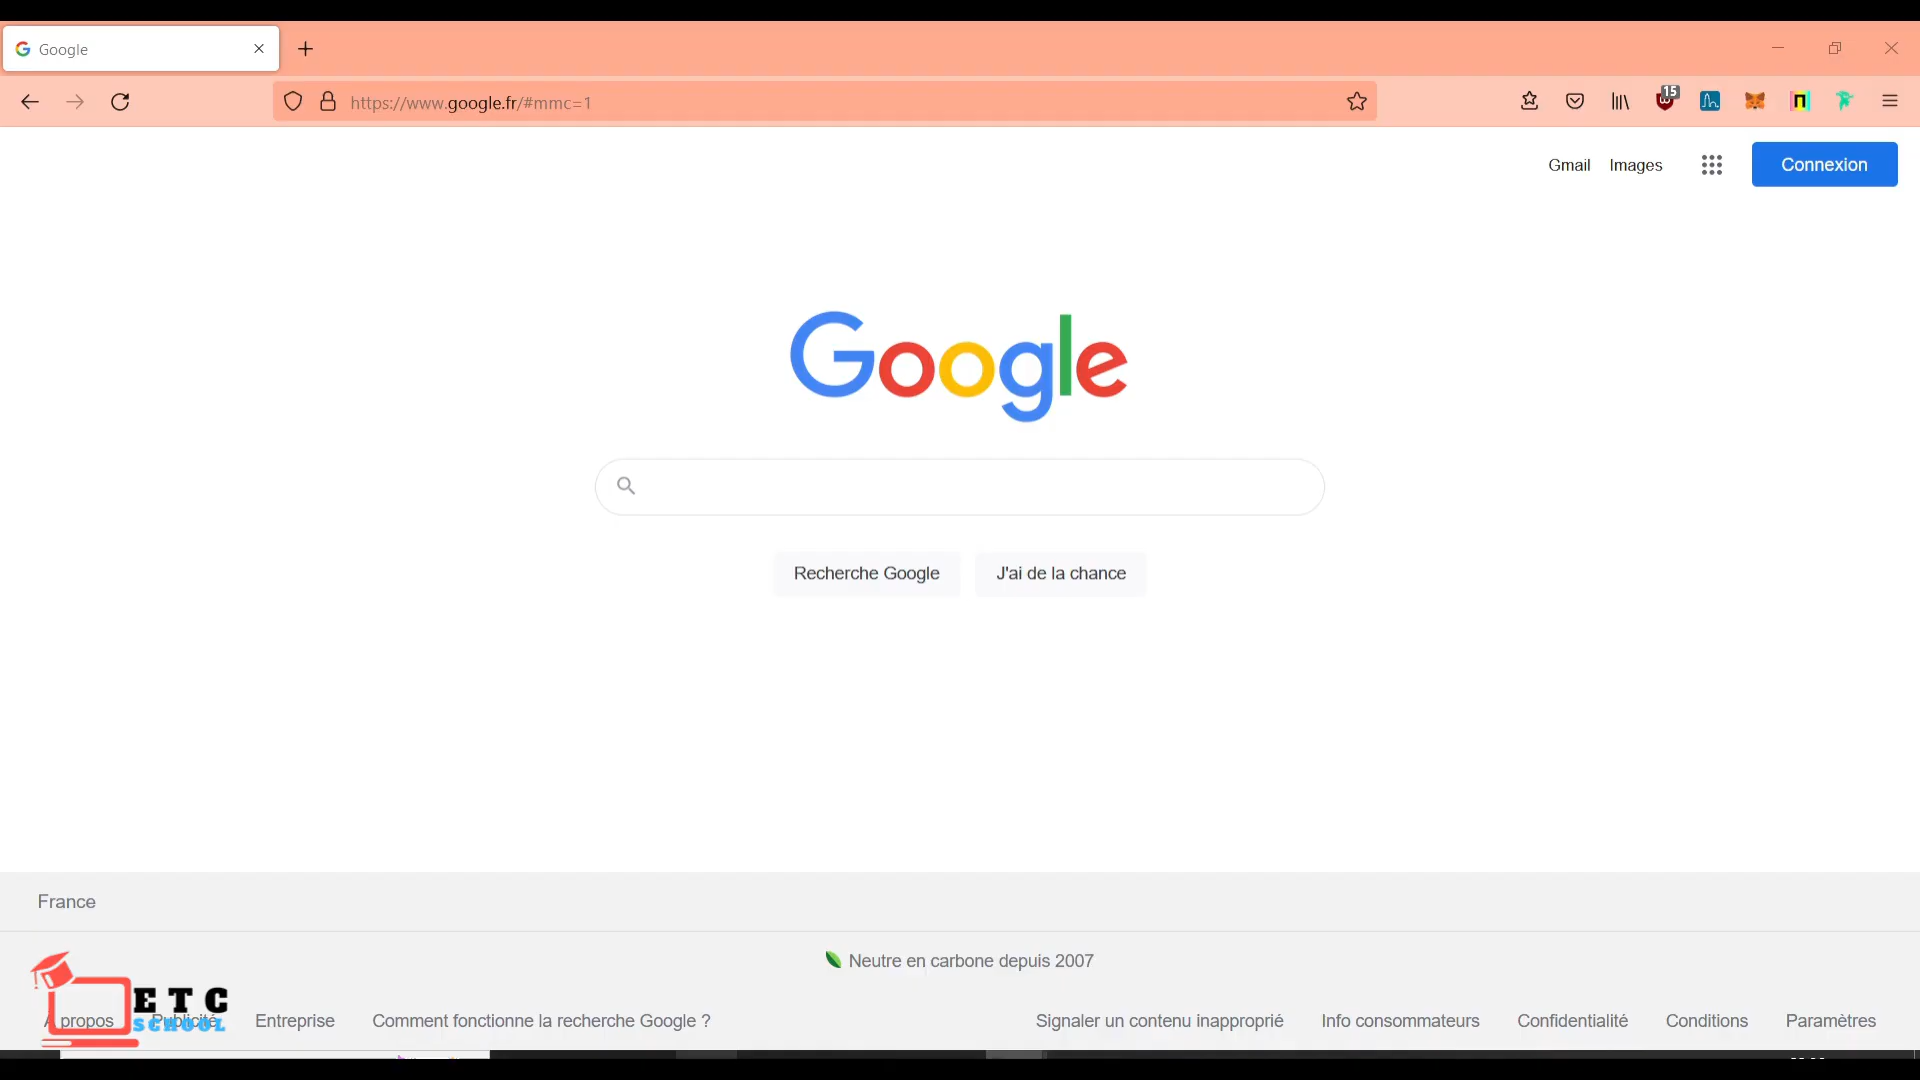 Google
https://www.google.fr/#mmc=1
15
Gmail Images Connexion
Google
Recherche Google J'ai de la chance
France
Neutre en carbone depuis 2007
ETC
SCHOOL
À propos Publicité Entreprise Comment fonctionne la recherche Google ? Signaler un contenu inapproprié Info consommateurs Confidentialité Conditions Paramètres